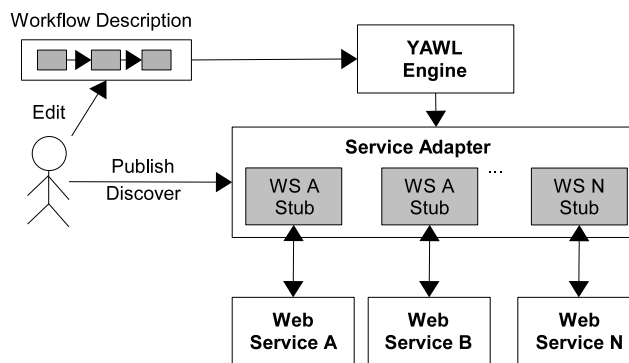 Workflow Description
YAWL
Engine
Edit
Publish
Discover
Service Adapter
WS A
Stub
WS A
Stub
...
WS N
Stub
Web
Service A
Web
Service B
Web
Service N